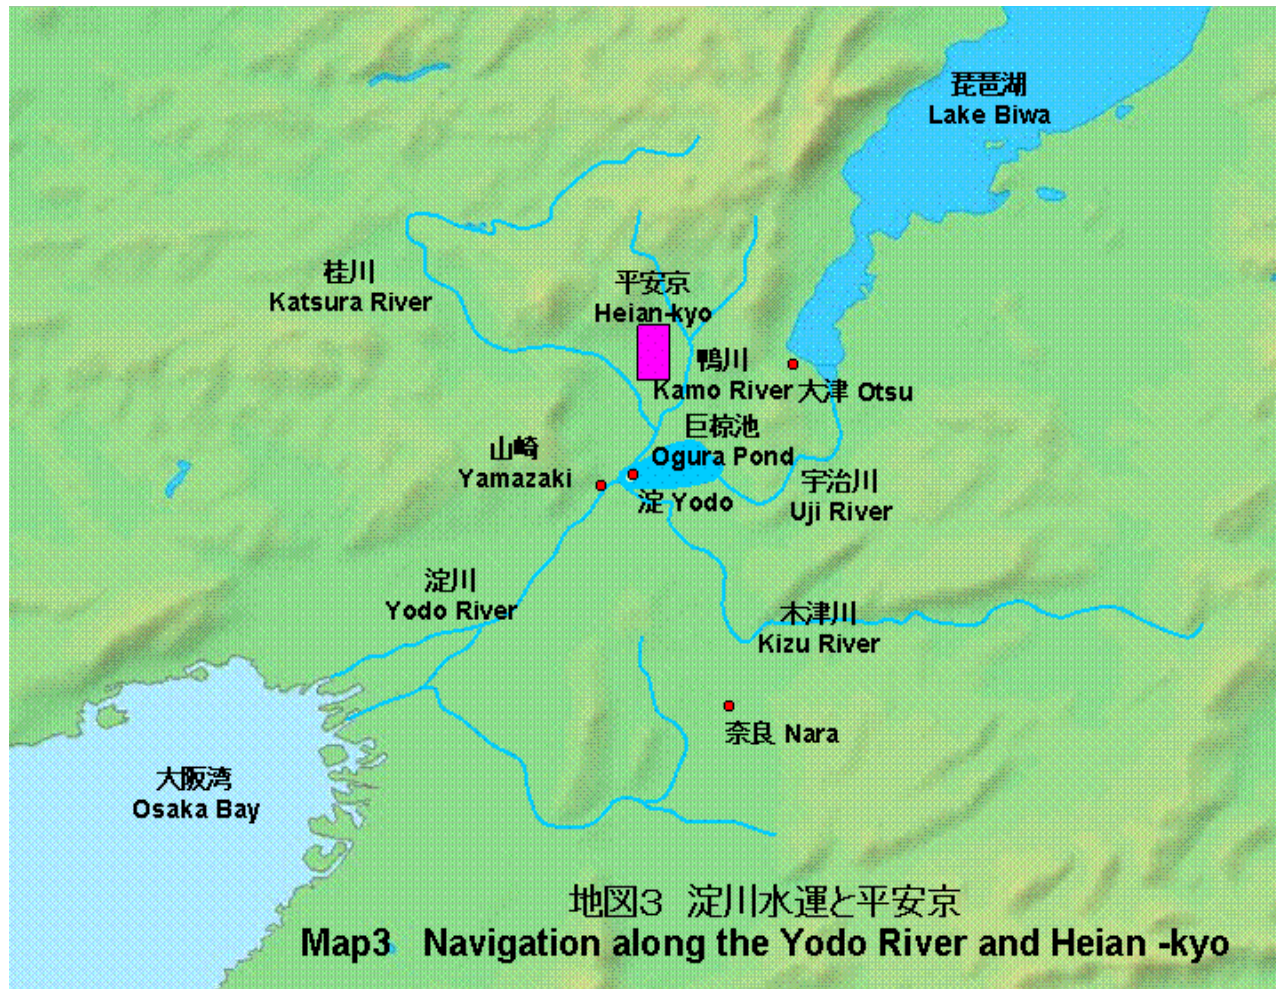 琵琶湖
Lake Biwa
桂川
Katsura River
平安京
Heian-kyo
鴨川
Kamo River
大津 Otsu
巨椋池
Ogura Pond
山崎
Yamazaki
淀 Yodo
宇治川
Uji River
淀川
Yodo River
木津川
Kizu River
奈良 Nara
大阪湾
Osaka Bay
地図3 淀川水運と平安京
Map3 Navigation along the Yodo River and Heian -kyo